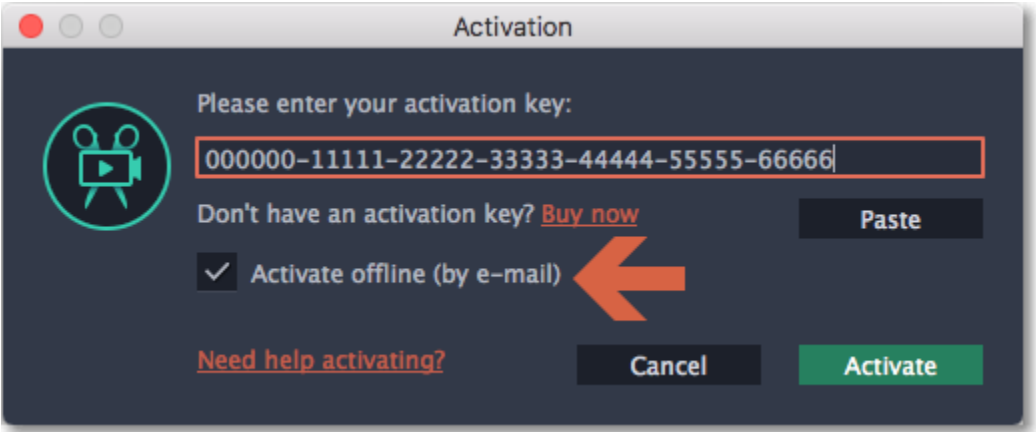 Activation
Please enter your activation key:
000000-11111-22222-33333-44444-55555-66666
Don't have an activation key? Buy now
Paste
Activate offline (by e-mail)
Need help activating?
Cancel
Activate